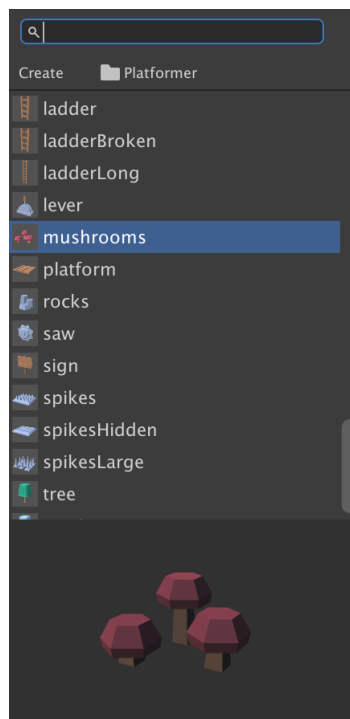 Create Platformer
ladder
ladderBroken
ladderLong
lever
mushrooms
platform
rocks
saw
sign
spikes
spikesHidden
spikesLarge
tree